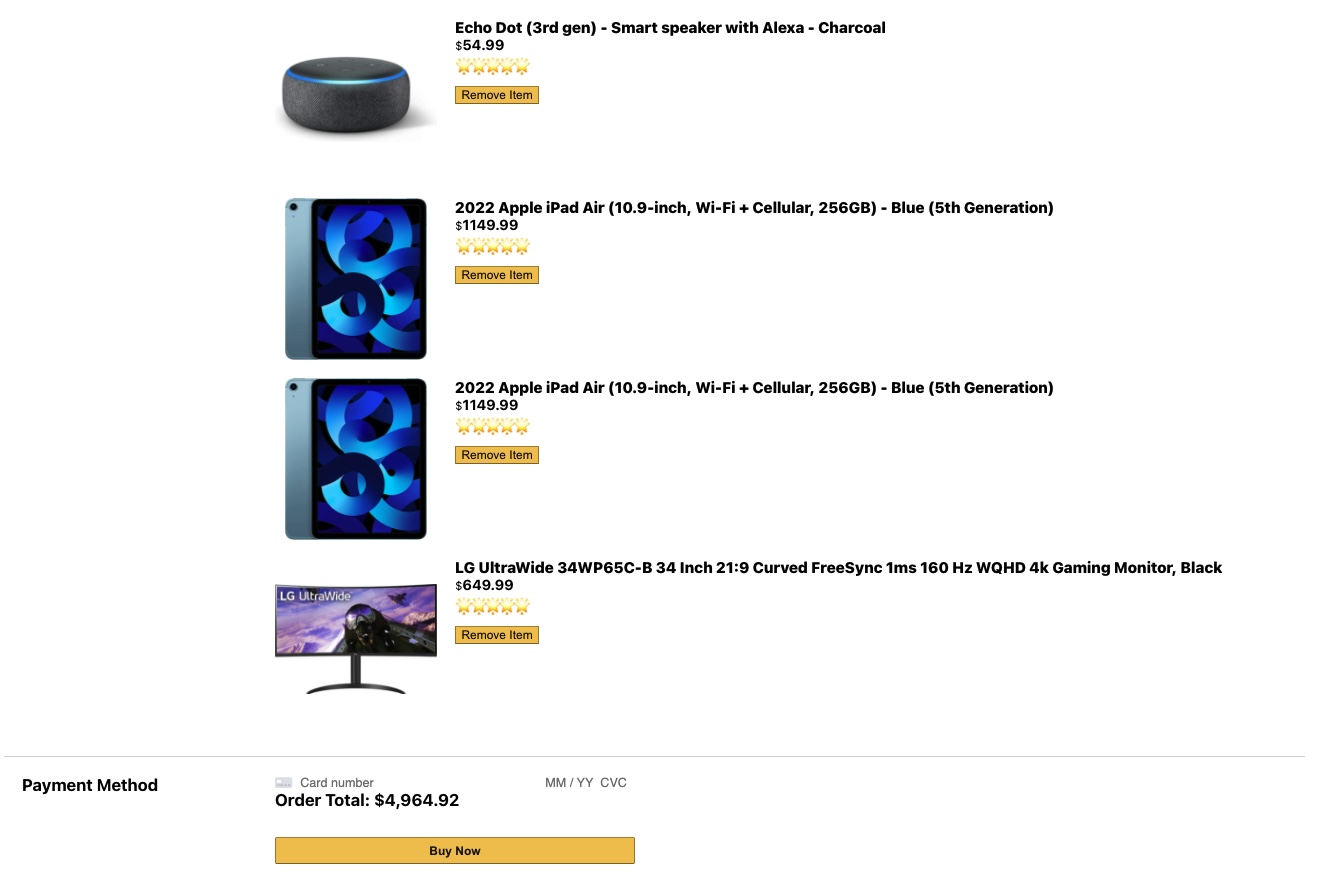 Echo Dot (3rd gen) - Smart speaker with Alexa - Charcoal
$54.99
Remove Item
2022 Apple iPad Air (10.9-inch, Wi-Fi + Cellular, 256GB) - Blue (5th Generation)
$1149.99
Remove Item
2022 Apple iPad Air (10.9-inch, Wi-Fi + Cellular, 256GB) - Blue (5th Generation)
$1149.99
Remove Item
LG UltraWide 34WP65C-B 34 Inch 21:9 Curved FreeSync 1ms 160 Hz WQHD 4k Gaming Monitor, Black
$649.99
LG UltraWide
Remove Item
Payment Method
Card number MM / YY CVC
Order Total: $4,964.92
Buy Now